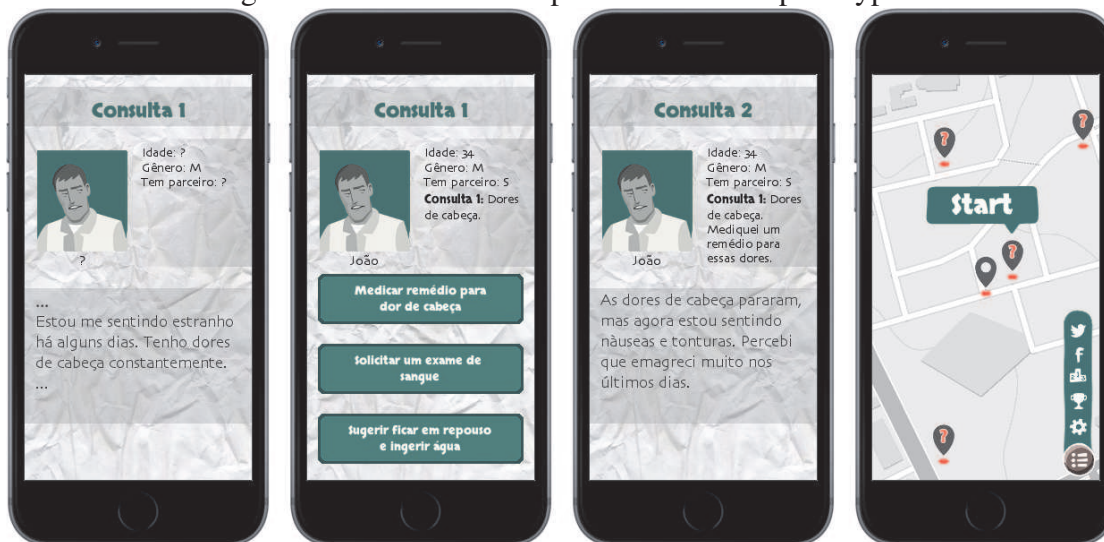 Consulta 1
Idade: ?
Gênero: M
Tem parceiro: ?
?
...
Estou me sentindo estranho
há alguns dias. Tenho dores
de cabeça constantemente.
...
Consulta 1
Idade: 34
Gênero: M
Tem parceiro: S
Consulta 1: Dores
de cabeça.
João
Medicar remédio para
dor de cabeça
Solicitar um exame de
sangue
Sugerir ficar em repouso
e ingerir água
Consulta 2
Idade: 34
Gênero: M
Tem parceiro: S
Consulta 1: Dores
de cabeça.
Mediquei um
remédio para
essas dores.
João
As dores de cabeça pararam,
mas agora estou sentindo
nàuseas e tonturas. Percebi
que emagreci muito nos
últimos dias.
?
?
Start
?
?